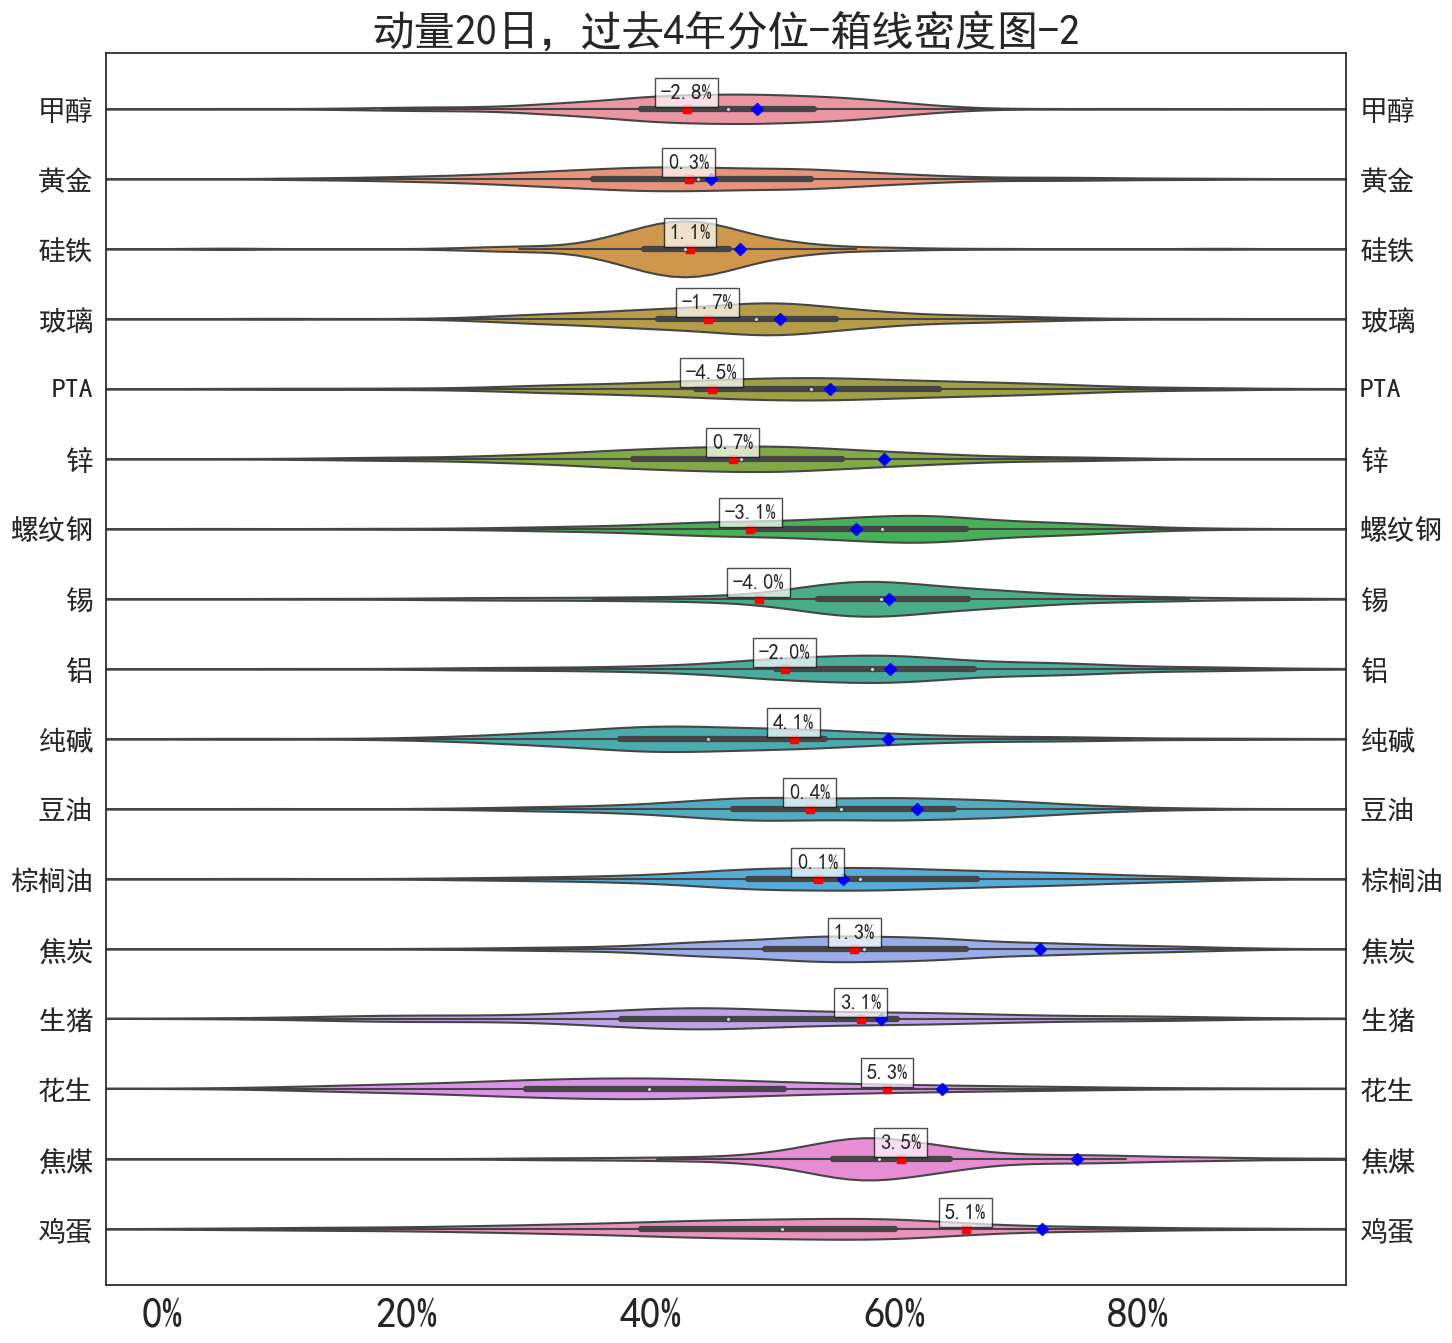 动量20日，过去4年分位-箱线密度图-2
甲醇 -2.8% 甲醇
黄金 0.3% 黄金
硅铁 1.1% 硅铁
玻璃 -1.7% 玻璃
PTA -4.5% PTA
锌 0.7% 锌
螺纹钢 -3.1% 螺纹钢
锡 -4.0% 锡
铝 -2.0% 铝
纯碱 4.1% 纯碱
豆油 0.4% 豆油
棕榈油 0.1% 棕榈油
焦炭 1.3% 焦炭
生猪 3.1% 生猪
花生 5.3% 花生
焦煤 3.5% 焦煤
鸡蛋 5.1% 鸡蛋
0% 20% 40% 60% 80%